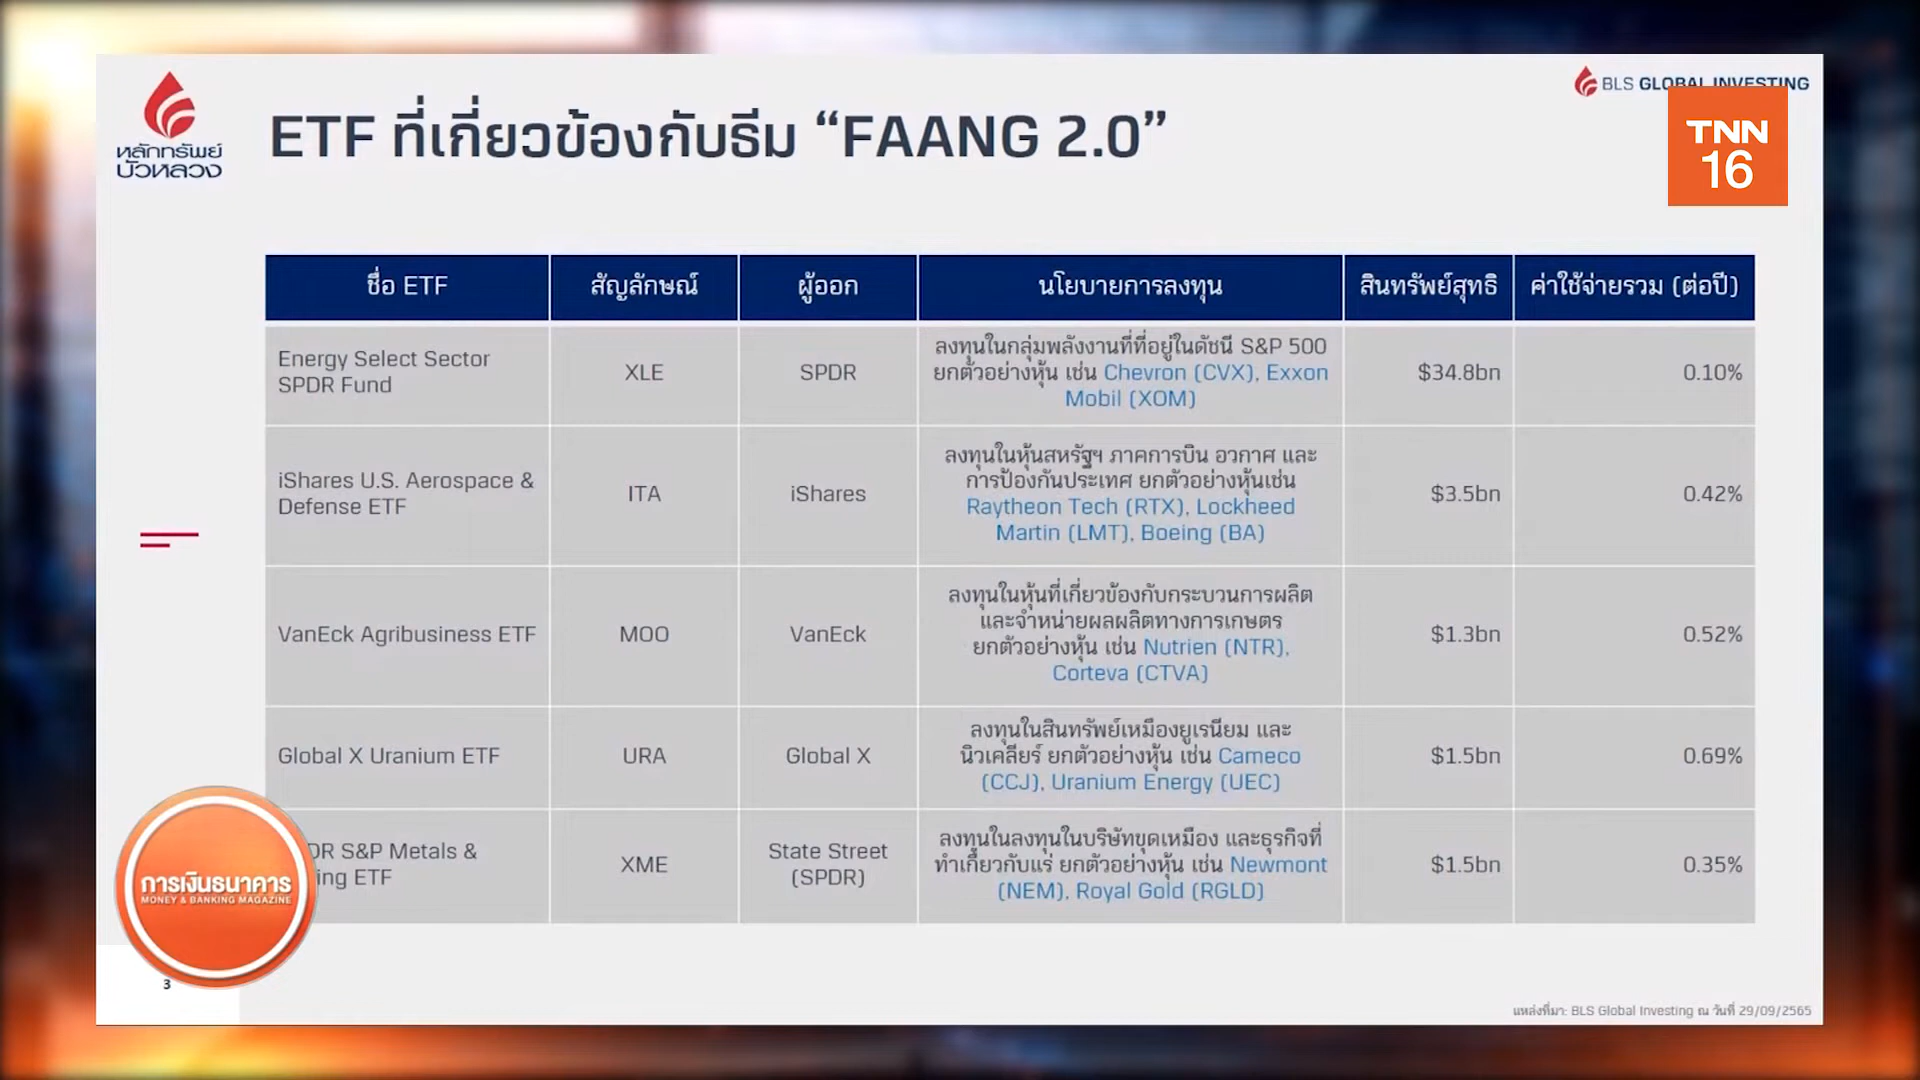 หลักทรัพย์
บัวหลวง
ETF ที่เกี่ยวข้องกับธีม “FAANG 2.0”
BLS GLOBAL INVESTING
TNN
16
ชื่อ ETF
สัญลักษณ์
ผู้ออก
นโยบายการลงทุน
สินทรัพย์สุทธิ
ค่าใช้จ่ายรวม (ต่อปี)
Energy Select Sector
SPDR Fund
XLE
SPDR
ลงทุนในกลุ่มพลังงานที่ที่อยู่ในดัชนี S&P 500
ยกตัวอย่างหุ้น เช่น Chevron (CVX), Exxon
Mobil (XOM)
$34.8bn
0.10%
iShares U.S. Aerospace &
Defense ETF
ITA
iShares
ลงทุนในหุ้นสหรัฐฯ ภาคการบิน อวกาศ และ
การป้องกันประเทศ ยกตัวอย่างหุ้นเช่น
Raytheon Tech (RTX), Lockheed
Martin (LMT), Boeing (BA)
$3.5bn
0.42%
VanEck Agribusiness ETF
MOO
VanEck
ลงทุนในหุ้นที่เกี่ยวข้องกับกระบวนการผลิต
และจำหน่ายผลผลิตทางการเกษตร
ยกตัวอย่างหุ้น เช่น Nutrien (NTR),
Corteva (CTVA)
$1.3bn
0.52%
Global X Uranium ETF
URA
Global X
ลงทุนในสินทรัพย์เหมืองยูเรเนียม และ
นิวเคลียร์ ยกตัวอย่างหุ้น เช่น Cameco
(CCJ), Uranium Energy (UEC)
$1.5bn
0.69%
DR S&P Metals &
ing ETF
XME
State Street
(SPDR)
ลงทุนในลงทุนในบริษัทขุดเหมือง และธุรกิจที่
ทำเกี่ยวกับแร่ ยกตัวอย่างหุ้น เช่น Newmont
(NEM), Royal Gold (RGLD)
$1.5bn
0.35%
การเงินธนาคาร
MONEY & BANKING MAGAZINE
3
แหล่งที่มา: BLS Global Investing ณ วันที่ 29/09/2565